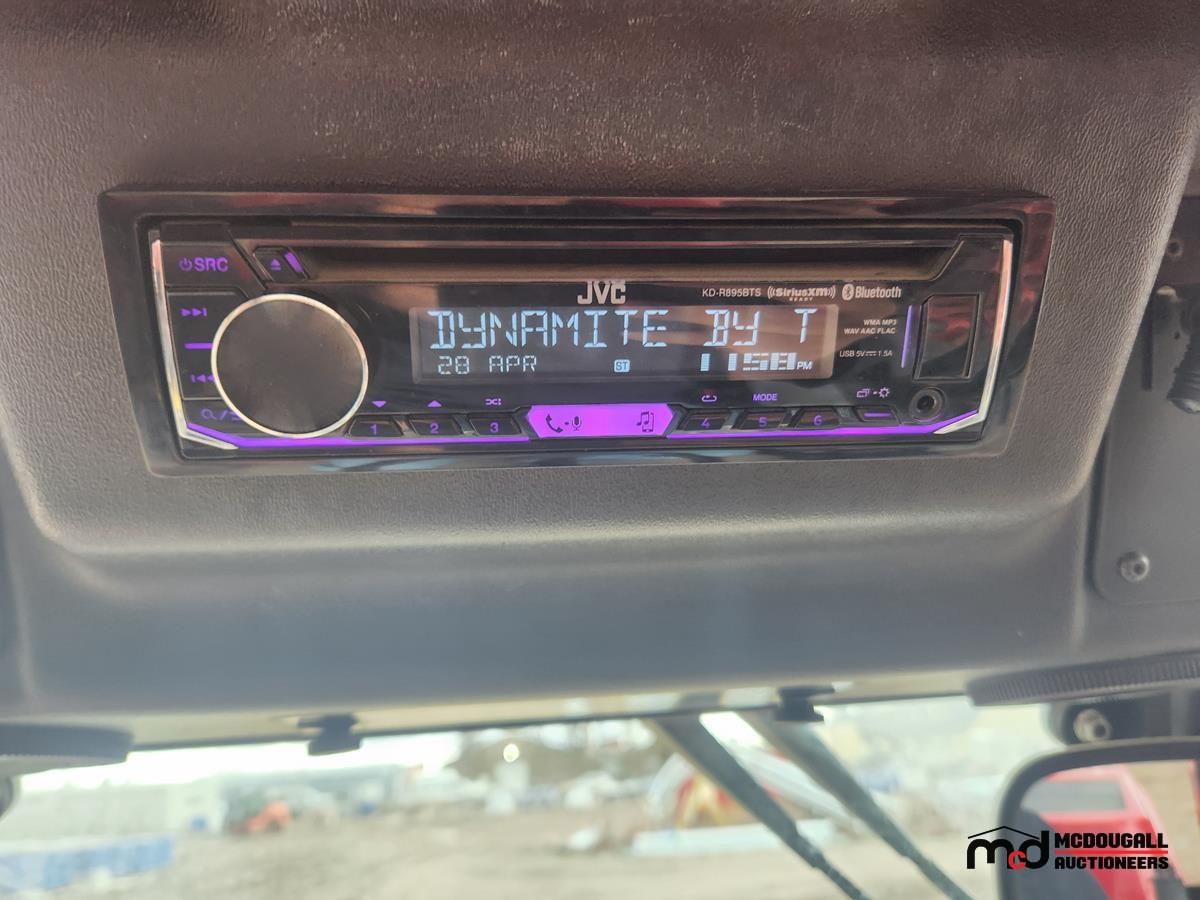 SRC
JVC
KD-R895BTS ((SiriusXM)) Bluetooth
READY
DYNAMITE BY T
28 APR ST 11:58 PM
WMA MP3
WAV AAC FLAC
USB 5V 1.5A
MODE
1 2 3 4 5 6
mcd MCDOUGALL
AUCTIONEERS